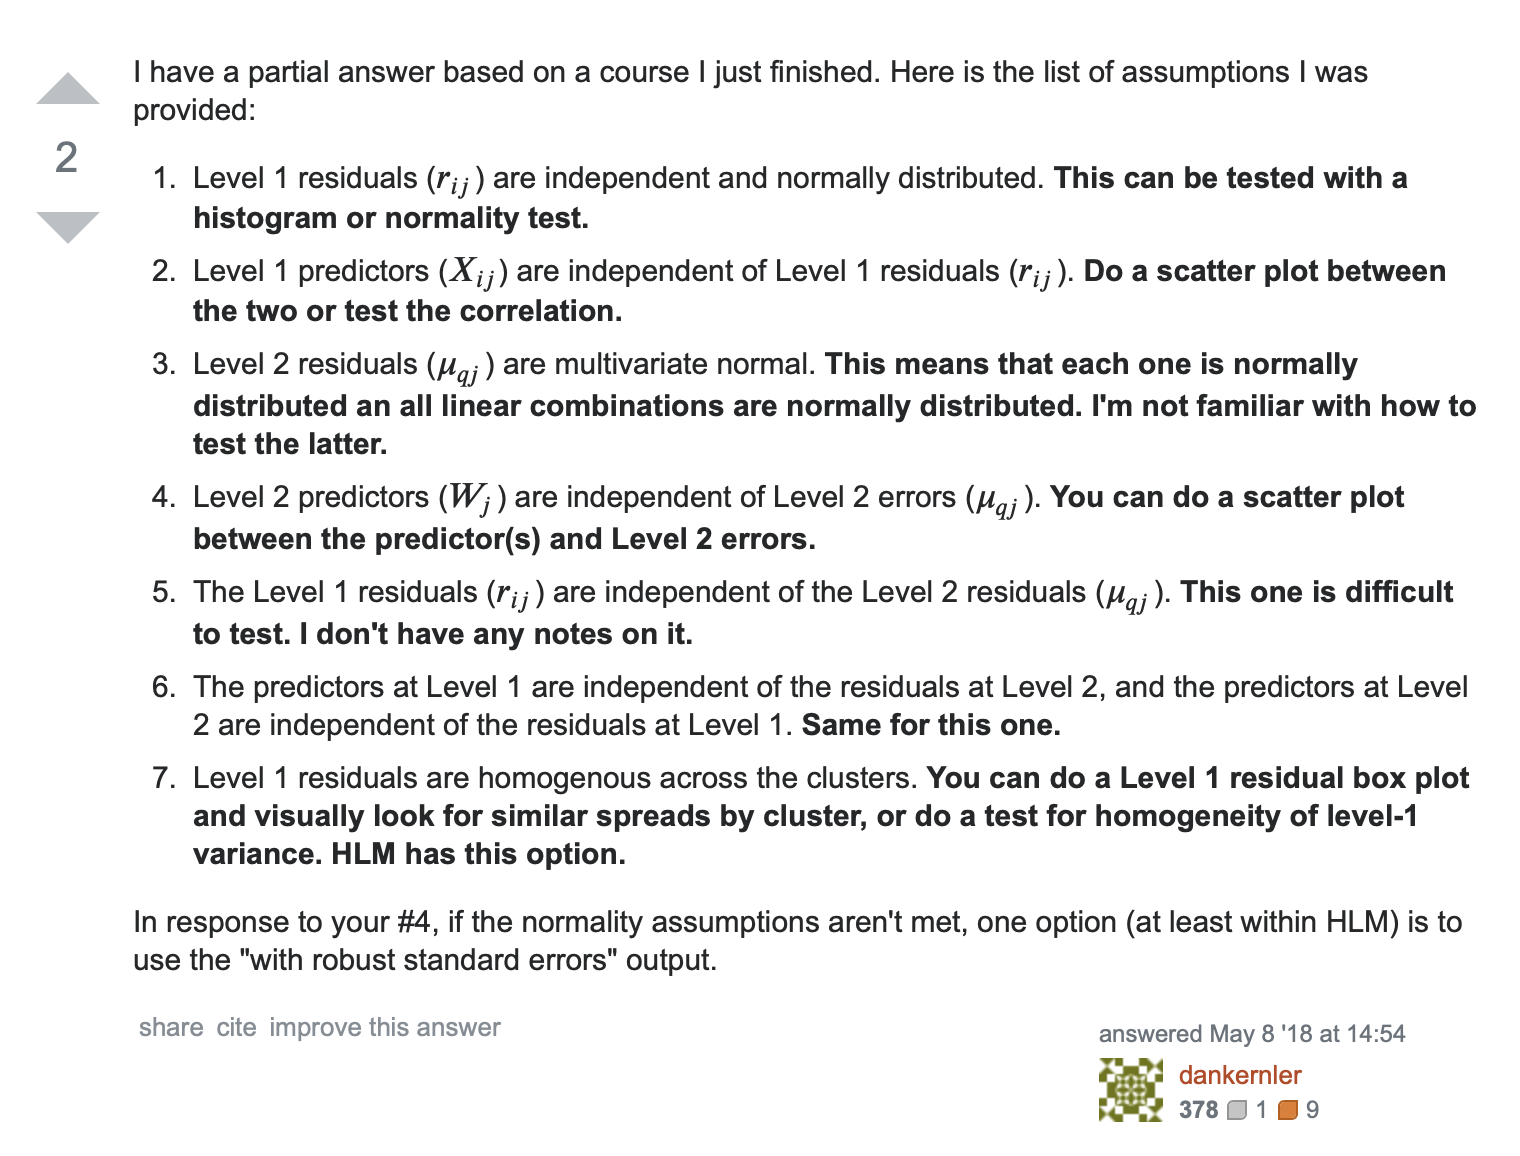 I have a partial answer based on a course I just finished. Here is the list of assumptions I was
provided:
2
1. Level 1 residuals (r_{ij}) are independent and normally distributed. This can be tested with a
histogram or normality test.
2. Level 1 predictors (X_{ij}) are independent of Level 1 residuals (r_{ij}). Do a scatter plot between
the two or test the correlation.
3. Level 2 residuals (μ_{qj}) are multivariate normal. This means that each one is normally
distributed an all linear combinations are normally distributed. I'm not familiar with how to
test the latter.
4. Level 2 predictors (W_j) are independent of Level 2 errors (μ_{qj}). You can do a scatter plot
between the predictor(s) and Level 2 errors.
5. The Level 1 residuals (r_{ij}) are independent of the Level 2 residuals (μ_{qj}). This one is difficult
to test. I don't have any notes on it.
6. The predictors at Level 1 are independent of the residuals at Level 2, and the predictors at Level
2 are independent of the residuals at Level 1. Same for this one.
7. Level 1 residuals are homogenous across the clusters. You can do a Level 1 residual box plot
and visually look for similar spreads by cluster, or do a test for homogeneity of level-1
variance. HLM has this option.
In response to your #4, if the normality assumptions aren't met, one option (at least within HLM) is to
use the "with robust standard errors" output.
share cite improve this answer
answered May 8 '18 at 14:54
dankernler
378 1 9